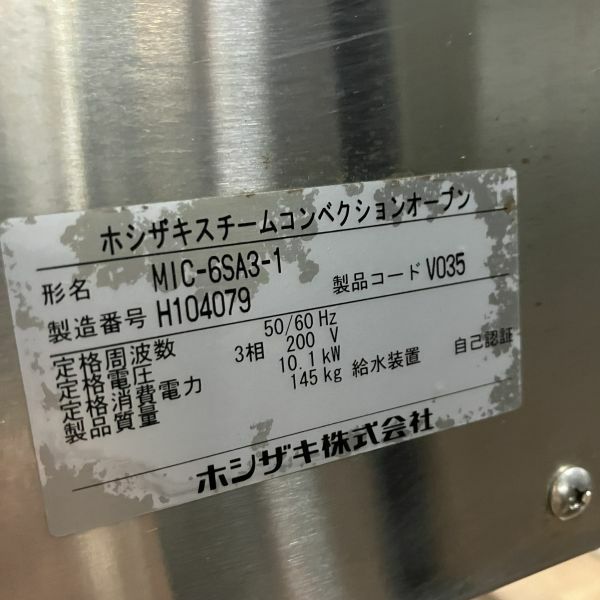 ホシザキスチームコンベクションオーブン
形名 MIC-6SA3-1 製品コード V035
製造番号 H104079
定格周波数 50/60 Hz
定格電圧 3相 200 V
定格消費電力 10.1 kW
製品質量 145 kg 給水装置 自己認証
ホシザキ株式会社